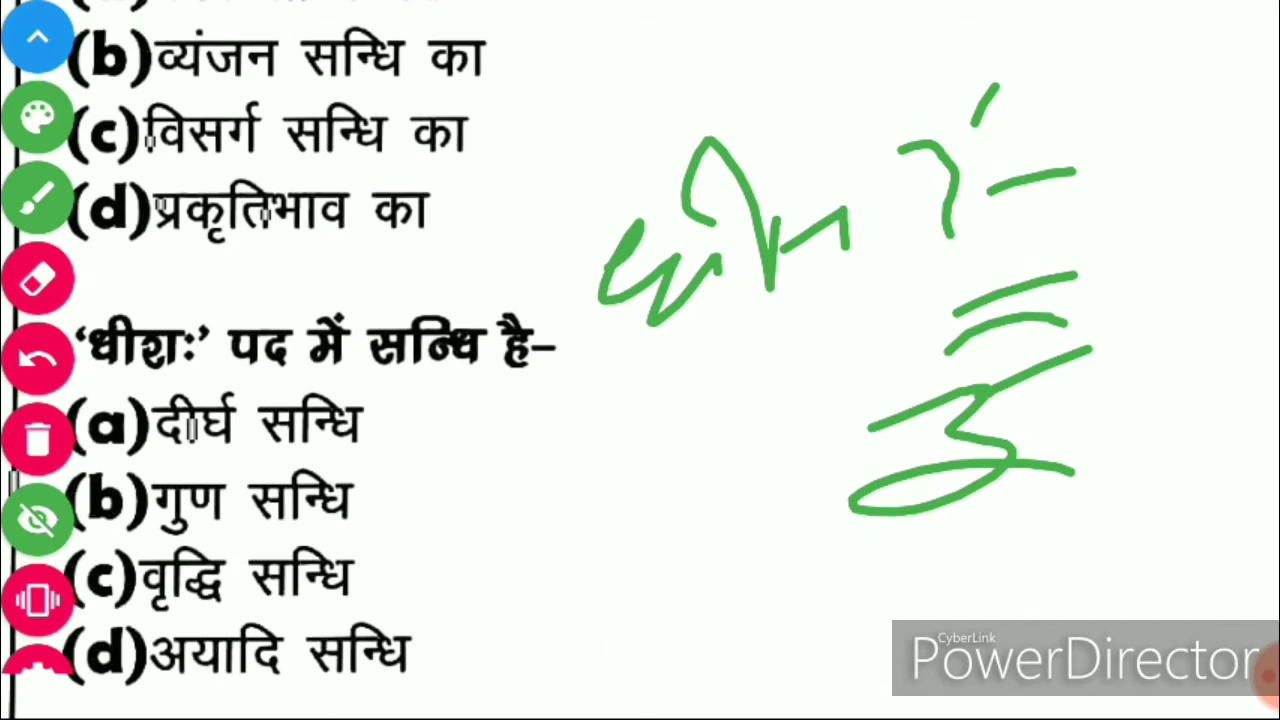 (b)व्यंजन सन्धि का
(c)विसर्ग सन्धि का
(d)प्रकृतिभाव का
‘धीशः’ पद में सन्धि है–
(a)दीर्घ सन्धि
(b)गुण सन्धि
(c)वृद्धि सन्धि
(d)अयादि सन्धि
CyberLink
PowerDirector